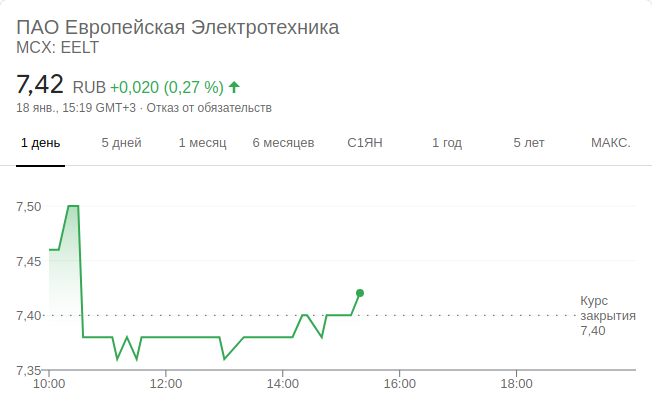 ПАО Европейская Электротехника
MCX: EELT
7,42 RUB +0,020 (0,27 %)
18 янв., 15:19 GMT+3 · Отказ от обязательств
1 день 5 дней 1 месяц 6 месяцев С1ЯН 1 год 5 лет МАКС.
7,50
7,45
7,40
7,35
Курс
закрытия
7,40
10:00 12:00 14:00 16:00 18:00